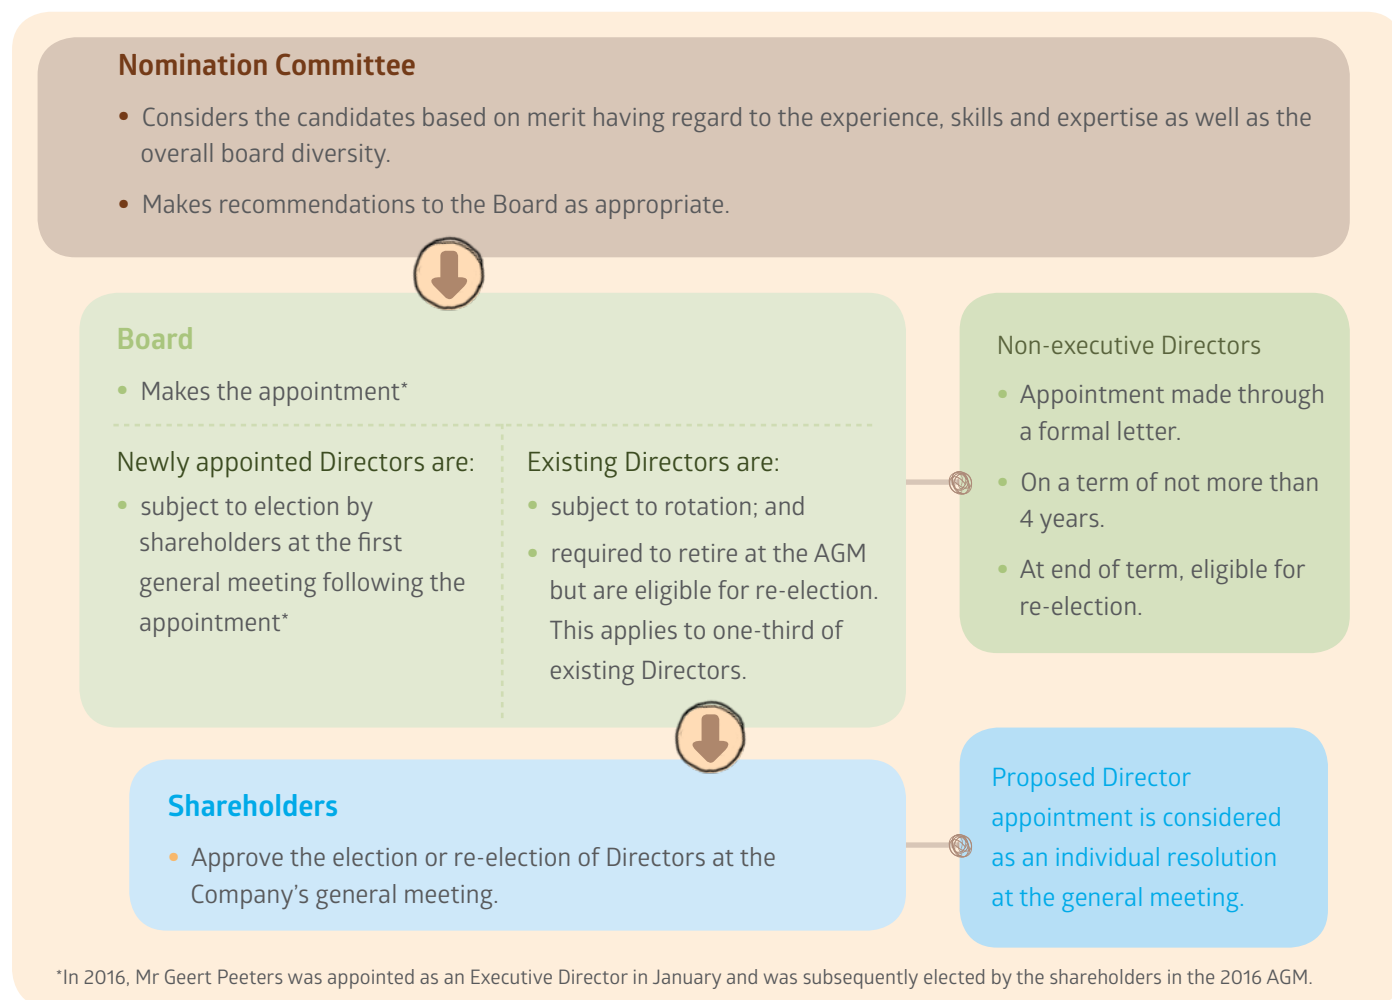 Nomination Committee
• Considers the candidates based on merit having regard to the experience, skills and expertise as well as the
overall board diversity.
• Makes recommendations to the Board as appropriate.
Board
• Makes the appointment*
Newly appointed Directors are:
• subject to election by
shareholders at the first
general meeting following the
appointment*
Existing Directors are:
• subject to rotation; and
• required to retire at the AGM
but are eligible for re-election.
This applies to one-third of
existing Directors.
Non-executive Directors
• Appointment made through
a formal letter.
• On a term of not more than
4 years.
• At end of term, eligible for
re-election.
Shareholders
• Approve the election or re-election of Directors at the
Company's general meeting.
Proposed Director
appointment is considered
as an individual resolution
at the general meeting.
*In 2016, Mr Geert Peeters was appointed as an Executive Director in January and was subsequently elected by the shareholders in the 2016 AGM.